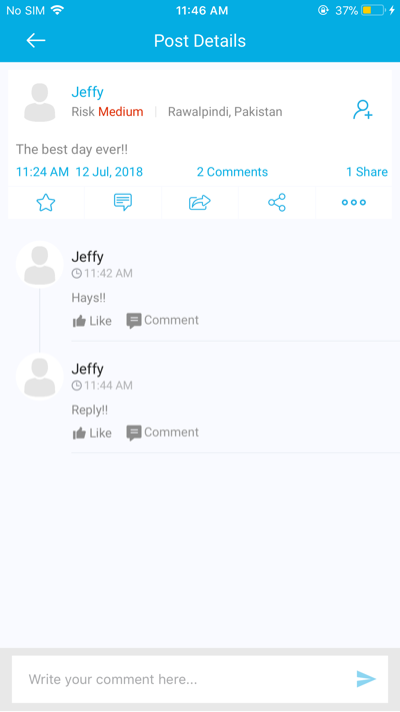 No SIM 11:46 AM 37%
Post Details
Jeffy
Risk Medium | Rawalpindi, Pakistan
The best day ever!!
11:24 AM 12 Jul, 2018 2 Comments 1 Share
Jeffy
11:42 AM
Hays!!
Like Comment
Jeffy
11:44 AM
Reply!!
Like Comment
Write your comment here...